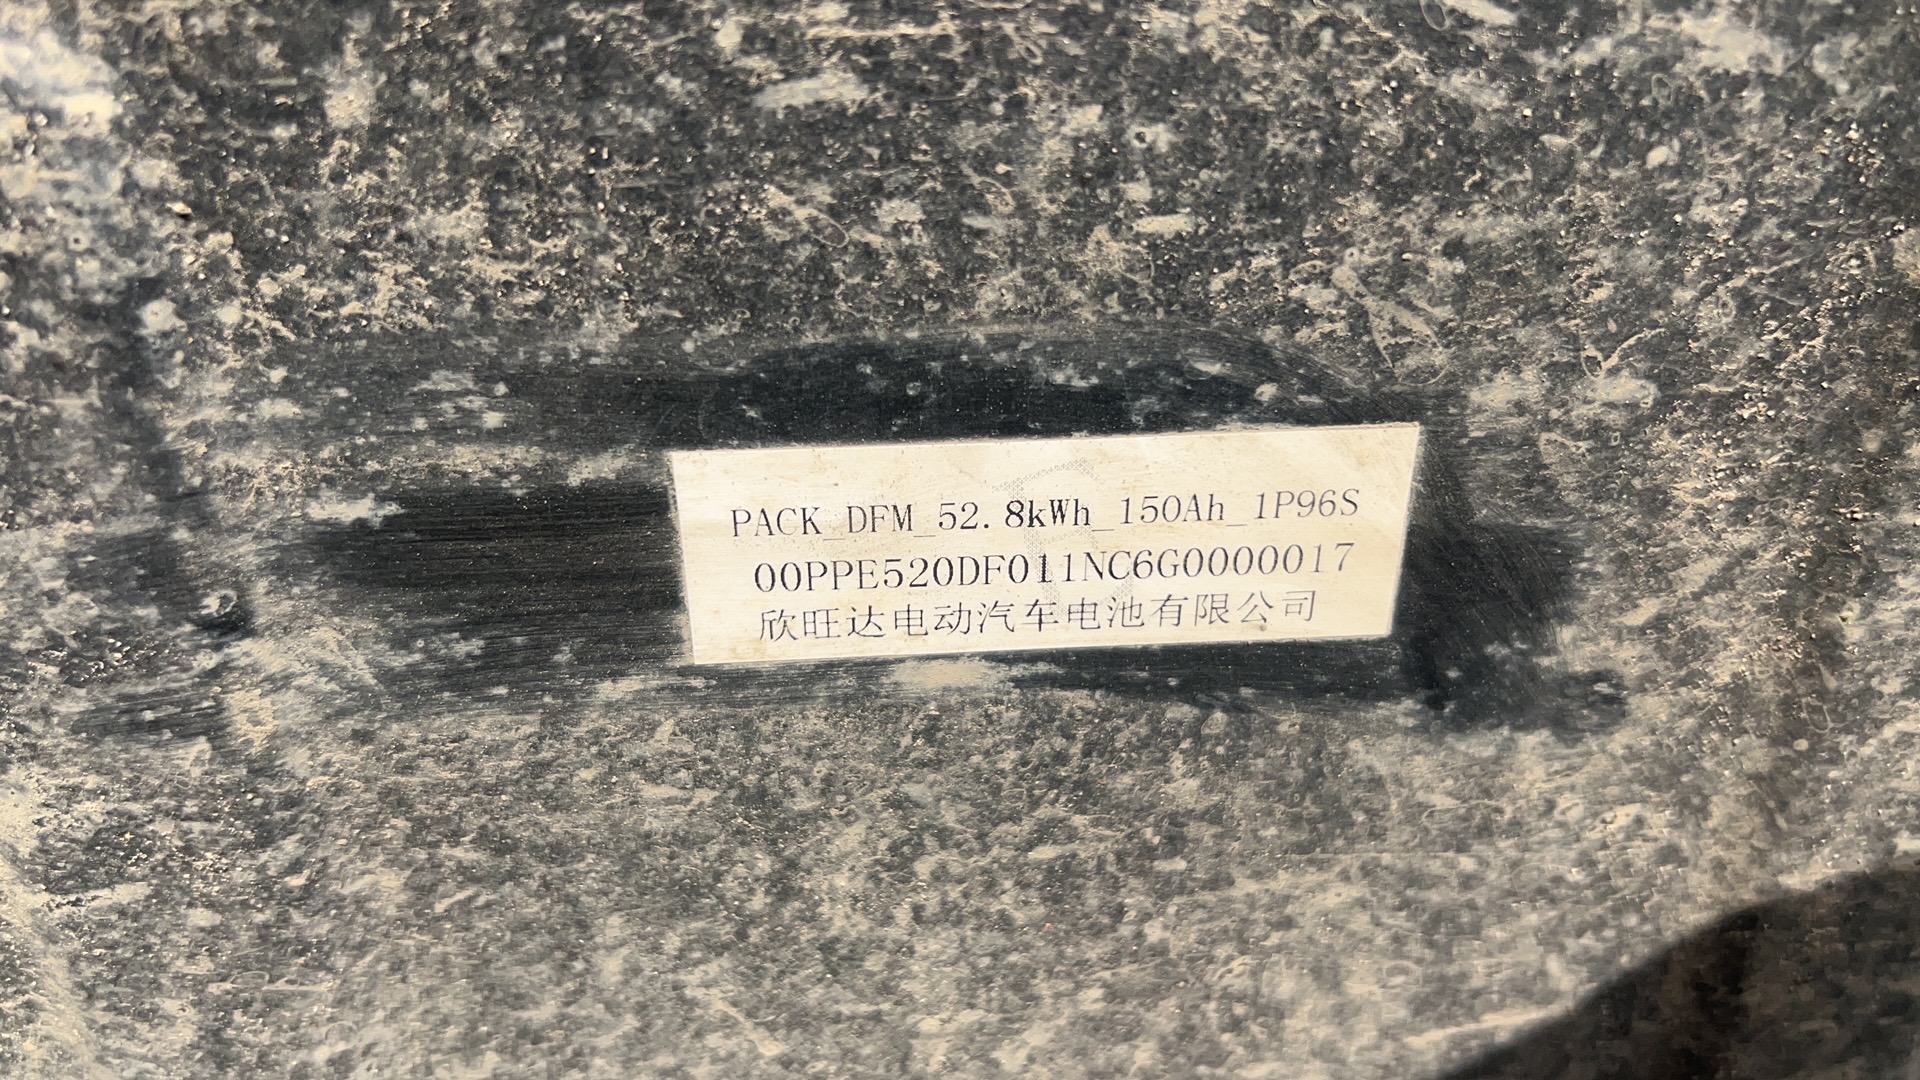 PACK_DFM_52.8kWh_150Ah_1P96S
00PPE520DF011NC6G0000017
欣旺达电动汽车电池有限公司